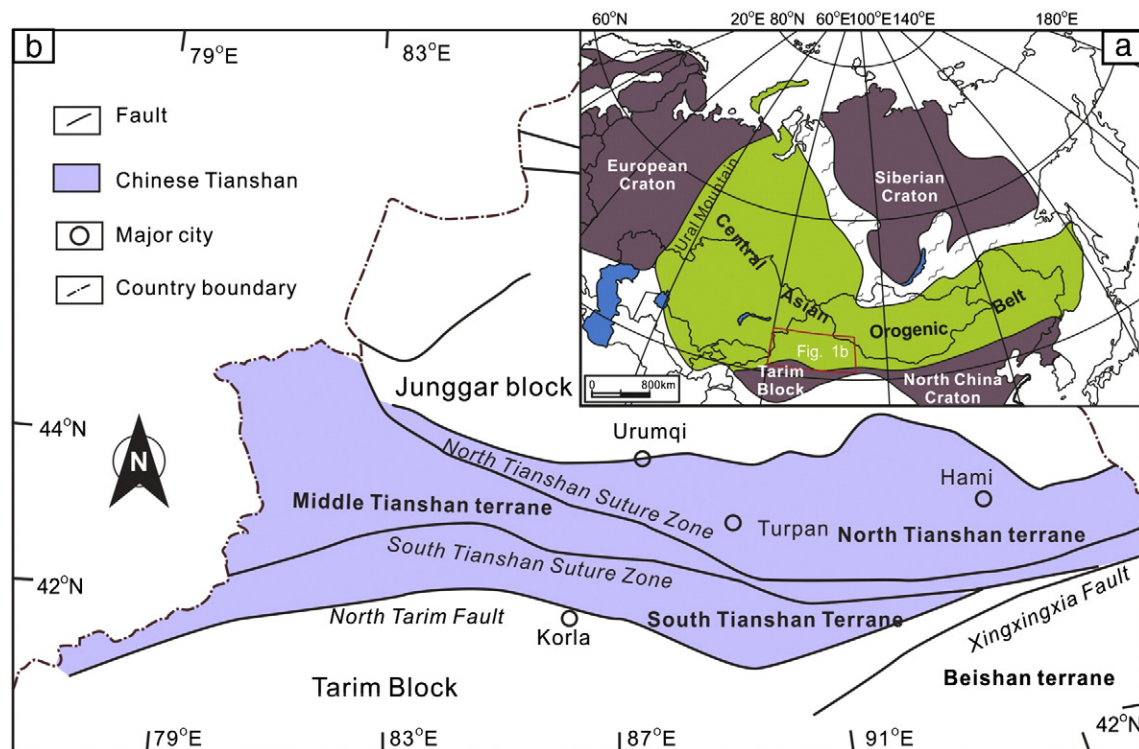 b
79°E
83°E
Fault
Chinese Tianshan
Major city
Country boundary
60°N
20°E 80°N
60°E 100°E 140°E
180°E
a
European
Craton
Siberian
Craton
Ural Mountain
Central
Asian
Orogenic
Belt
Fig. 1b
Tarim
Block
North China
Craton
0 800km
Junggar block
44°N
Urumqi
N
North Tianshan Suture Zone
Hami
Middle Tianshan terrane
Turpan
North Tianshan terrane
South Tianshan Suture Zone
42°N
North Tarim Fault
Korla
South Tianshan Terrane
Xingxingxia Fault
Tarim Block
Beishan terrane
79°E
83°E
87°E
91°E
42°N